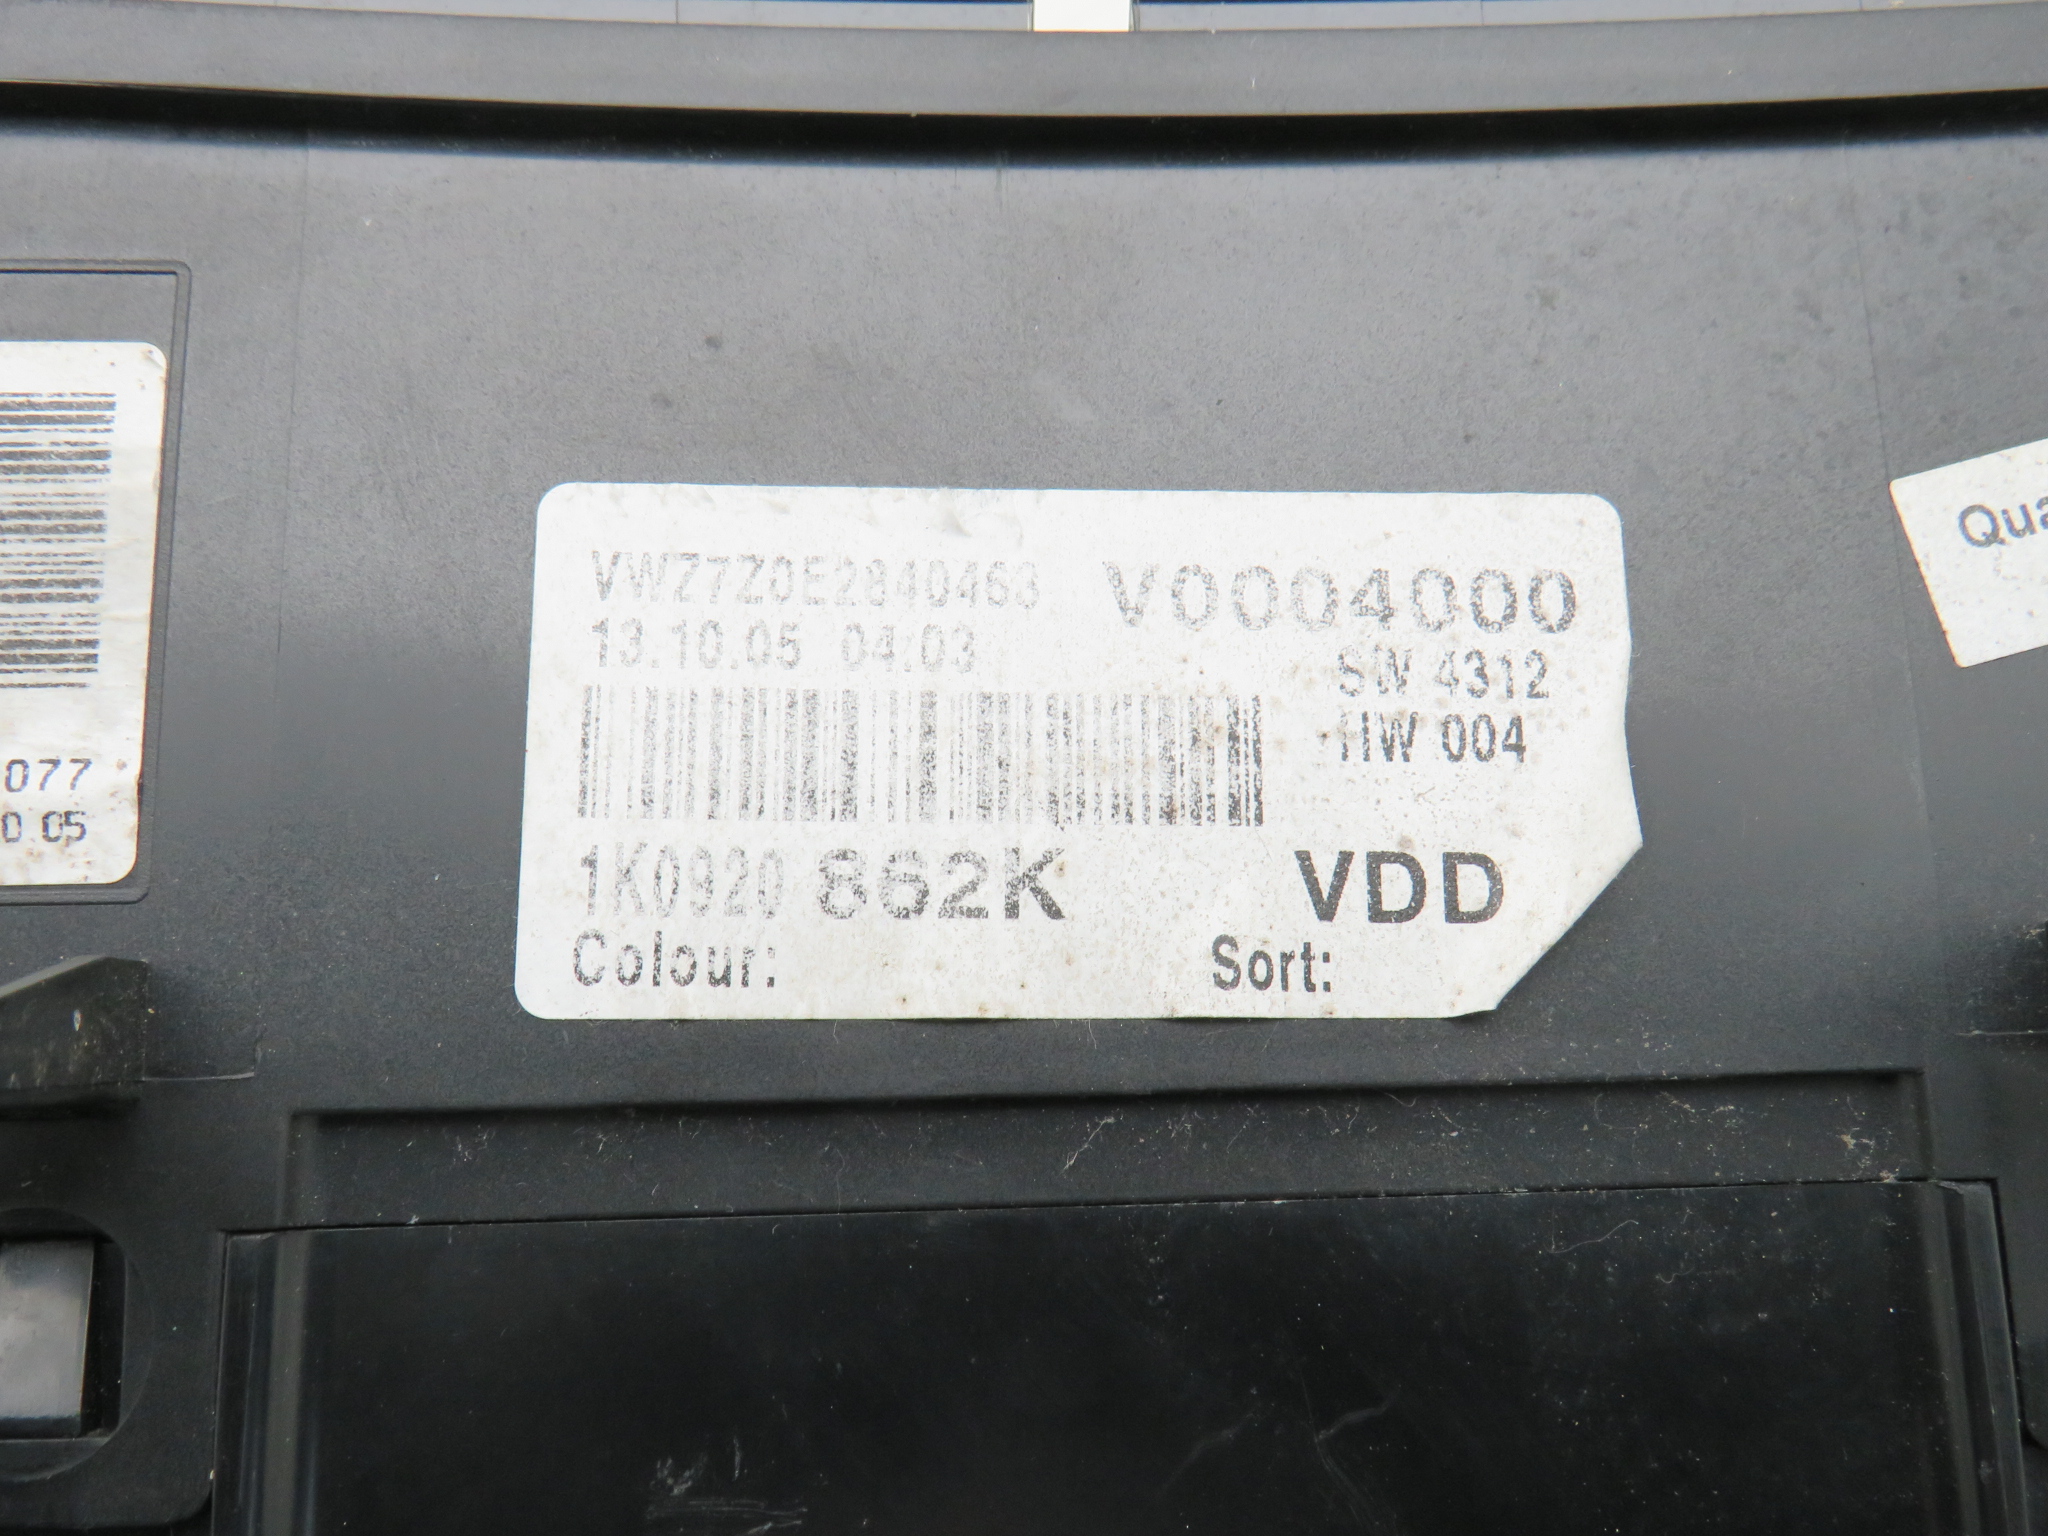 VWZ7Z0E2840468 V0004000
13.10.05 04:03 SW 4312
HW 004
1K0920 862K VDD
Colour: Sort:
077
0.05
Qua